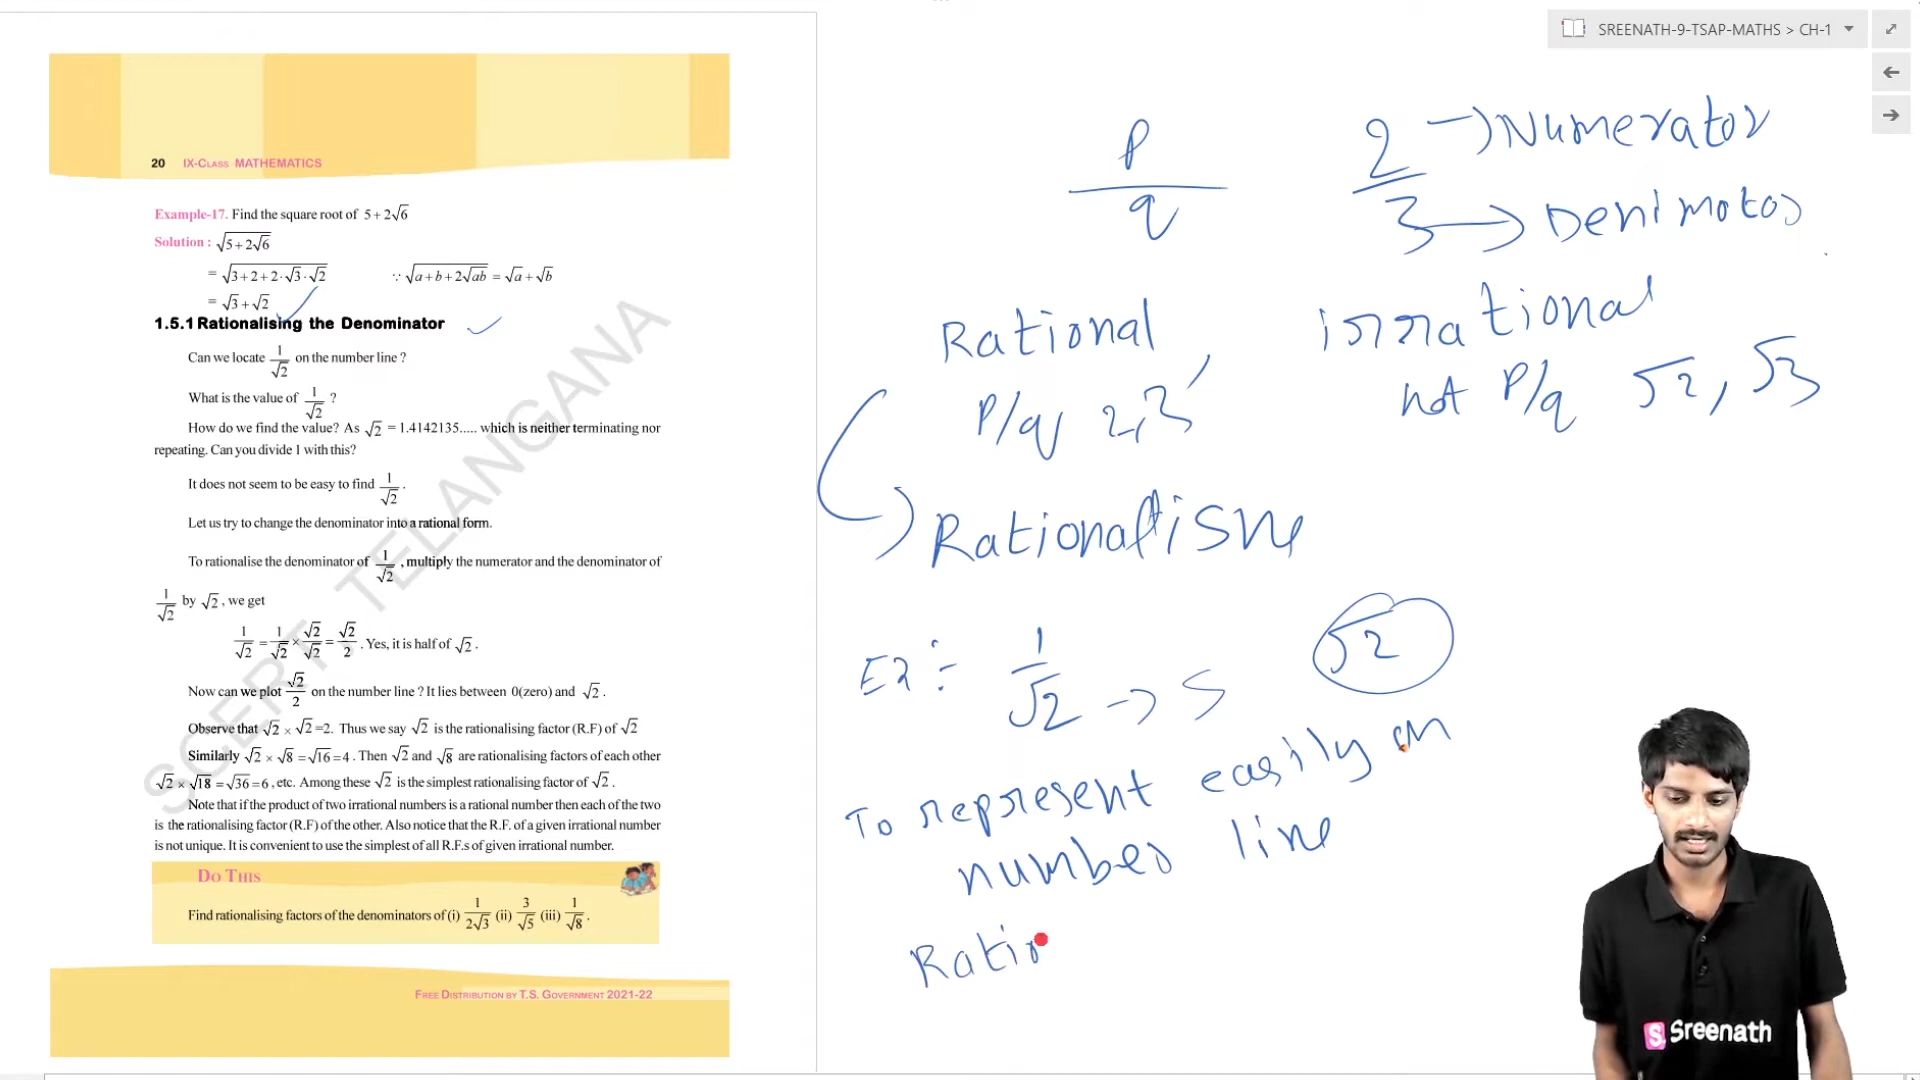 SREENATH-9-TSAP-MATHS > CH-1
20 IX-CLASS MATHEMATICS
Example-17. Find the square root of 5+2√6
Solution : √(5+2√6)
= √(3+2+2·√3·√2) ∵ √(a+b+2√ab) = √a+√b
= √3+√2
1.5.1 Rationalising the Denominator
Can we locate 1/√2 on the number line ?
What is the value of 1/√2 ?
How do we find the value? As √2 = 1.4142135..... which is neither terminating nor
repeating. Can you divide 1 with this?
It does not seem to be easy to find 1/√2 .
Let us try to change the denominator into a rational form.
To rationalise the denominator of 1/√2 , multiply the numerator and the denominator of
1/√2 by √2 , we get
1/√2 = 1/√2 × √2/√2 = √2/2 . Yes, it is half of √2 .
Now can we plot √2/2 on the number line ? It lies between 0(zero) and √2 .
Observe that √2 × √2 =2. Thus we say √2 is the rationalising factor (R.F) of √2
Similarly √2 × √8 = √16 = 4 . Then √2 and √8 are rationalising factors of each other
√2 × √18 = √36 = 6 , etc. Among these √2 is the simplest rationalising factor of √2 .
Note that if the product of two irrational numbers is a rational number then each of the two
is the rationalising factor (R.F) of the other. Also notice that the R.F. of a given irrational number
is not unique. It is convenient to use the simplest of all R.F.s of given irrational number.
DO THIS
Find rationalising factors of the denominators of (i) 1/2√3 (ii) 3/√5 (iii) 1/√8 .
FREE DISTRIBUTION BY T.S. GOVERNMENT 2021-22
SCERT, TELANGANA
p/q 2/3 → Numerator
→ Denimotos
Rational irrational
P/q 2,3 not P/q √2, √3
1/√2 → S √2
To represent easily on
number line
Ratio
Sreenath